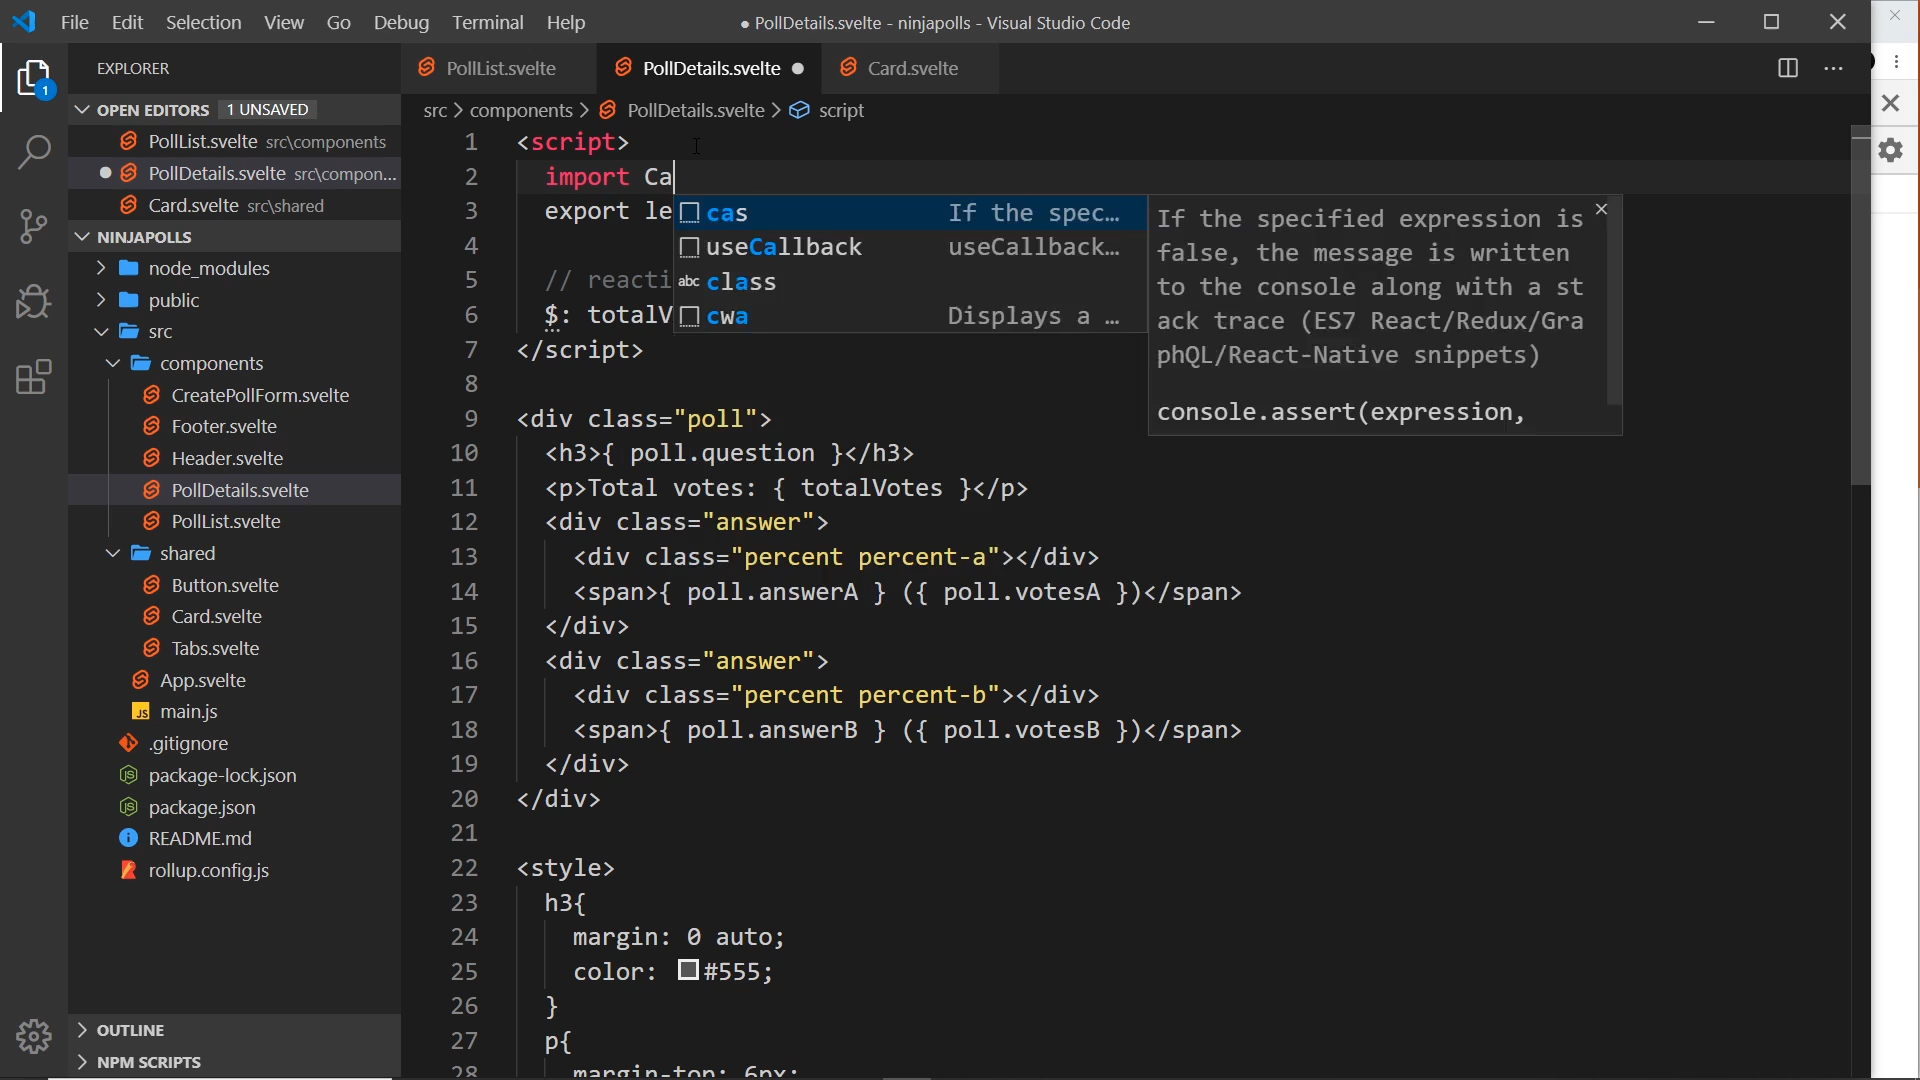 File Edit Selection View Go Debug Terminal Help
● PollDetails.svelte - ninjapolls - Visual Studio Code
EXPLORER
OPEN EDITORS 1 UNSAVED
PollList.svelte src\components
PollDetails.svelte src\compon...
Card.svelte src\shared
NINJAPOLLS
node_modules
public
src
components
CreatePollForm.svelte
Footer.svelte
Header.svelte
PollDetails.svelte
PollList.svelte
shared
Button.svelte
Card.svelte
Tabs.svelte
App.svelte
JS main.js
.gitignore
package-lock.json
package.json
README.md
rollup.config.js
OUTLINE
NPM SCRIPTS
1
PollList.svelte PollDetails.svelte Card.svelte
src > components > PollDetails.svelte > script
1 <script>
2 import Ca
3 export le
4
5 // reacti
6 $: totalV
7 </script>
8
9 <div class="poll">
10 <h3>{ poll.question }</h3>
11 <p>Total votes: { totalVotes }</p>
12 <div class="answer">
13 <div class="percent percent-a"></div>
14 <span>{ poll.answerA } ({ poll.votesA })</span>
15 </div>
16 <div class="answer">
17 <div class="percent percent-b"></div>
18 <span>{ poll.answerB } ({ poll.votesB })</span>
19 </div>
20 </div>
21
22 <style>
23 h3{
24 margin: 0 auto;
25 color: #555;
26 }
27 p{
28 margin-top: 6px;
cas If the spec...
useCallback useCallback...
abc class
cwa Displays a ...
If the specified expression is
false, the message is written
to the console along with a st
ack trace (ES7 React/Redux/Gra
phQL/React-Native snippets)
console.assert(expression,